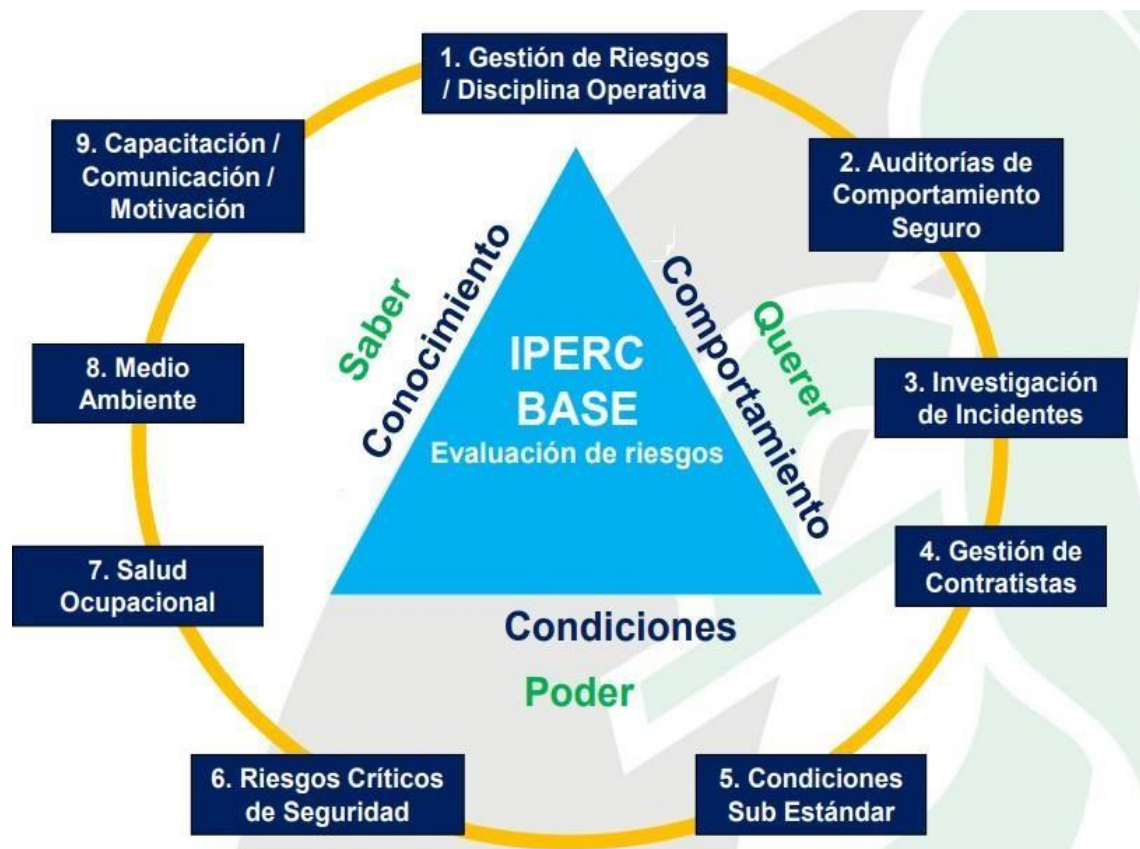 1. Gestión de Riesgos
/ Disciplina Operativa
2. Auditorías de
Comportamiento
Seguro
3. Investigación
de Incidentes
4. Gestión de
Contratistas
5. Condiciones
Sub Estándar
6. Riesgos Críticos
de Seguridad
7. Salud
Ocupacional
8. Medio
Ambiente
9. Capacitación /
Comunicación /
Motivación
Saber
Conocimiento
IPERC
BASE
Evaluación de riesgos
Comportamiento
Querer
Condiciones
Poder